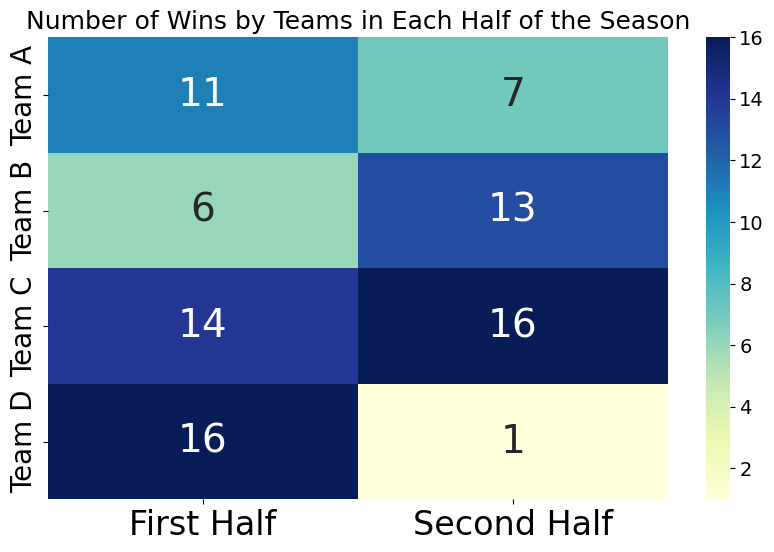 Number of Wins by Teams in Each Half of the Season
Team A
11
7
Team B
6
13
Team C
14
16
Team D
16
1
First Half
Second Half
16
14
12
10
8
6
4
2